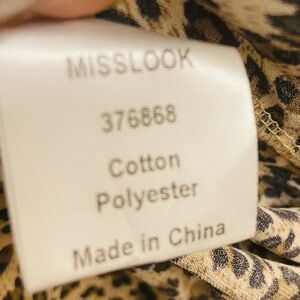 MISSLOOK
376868
Cotton
Polyester
Made in China